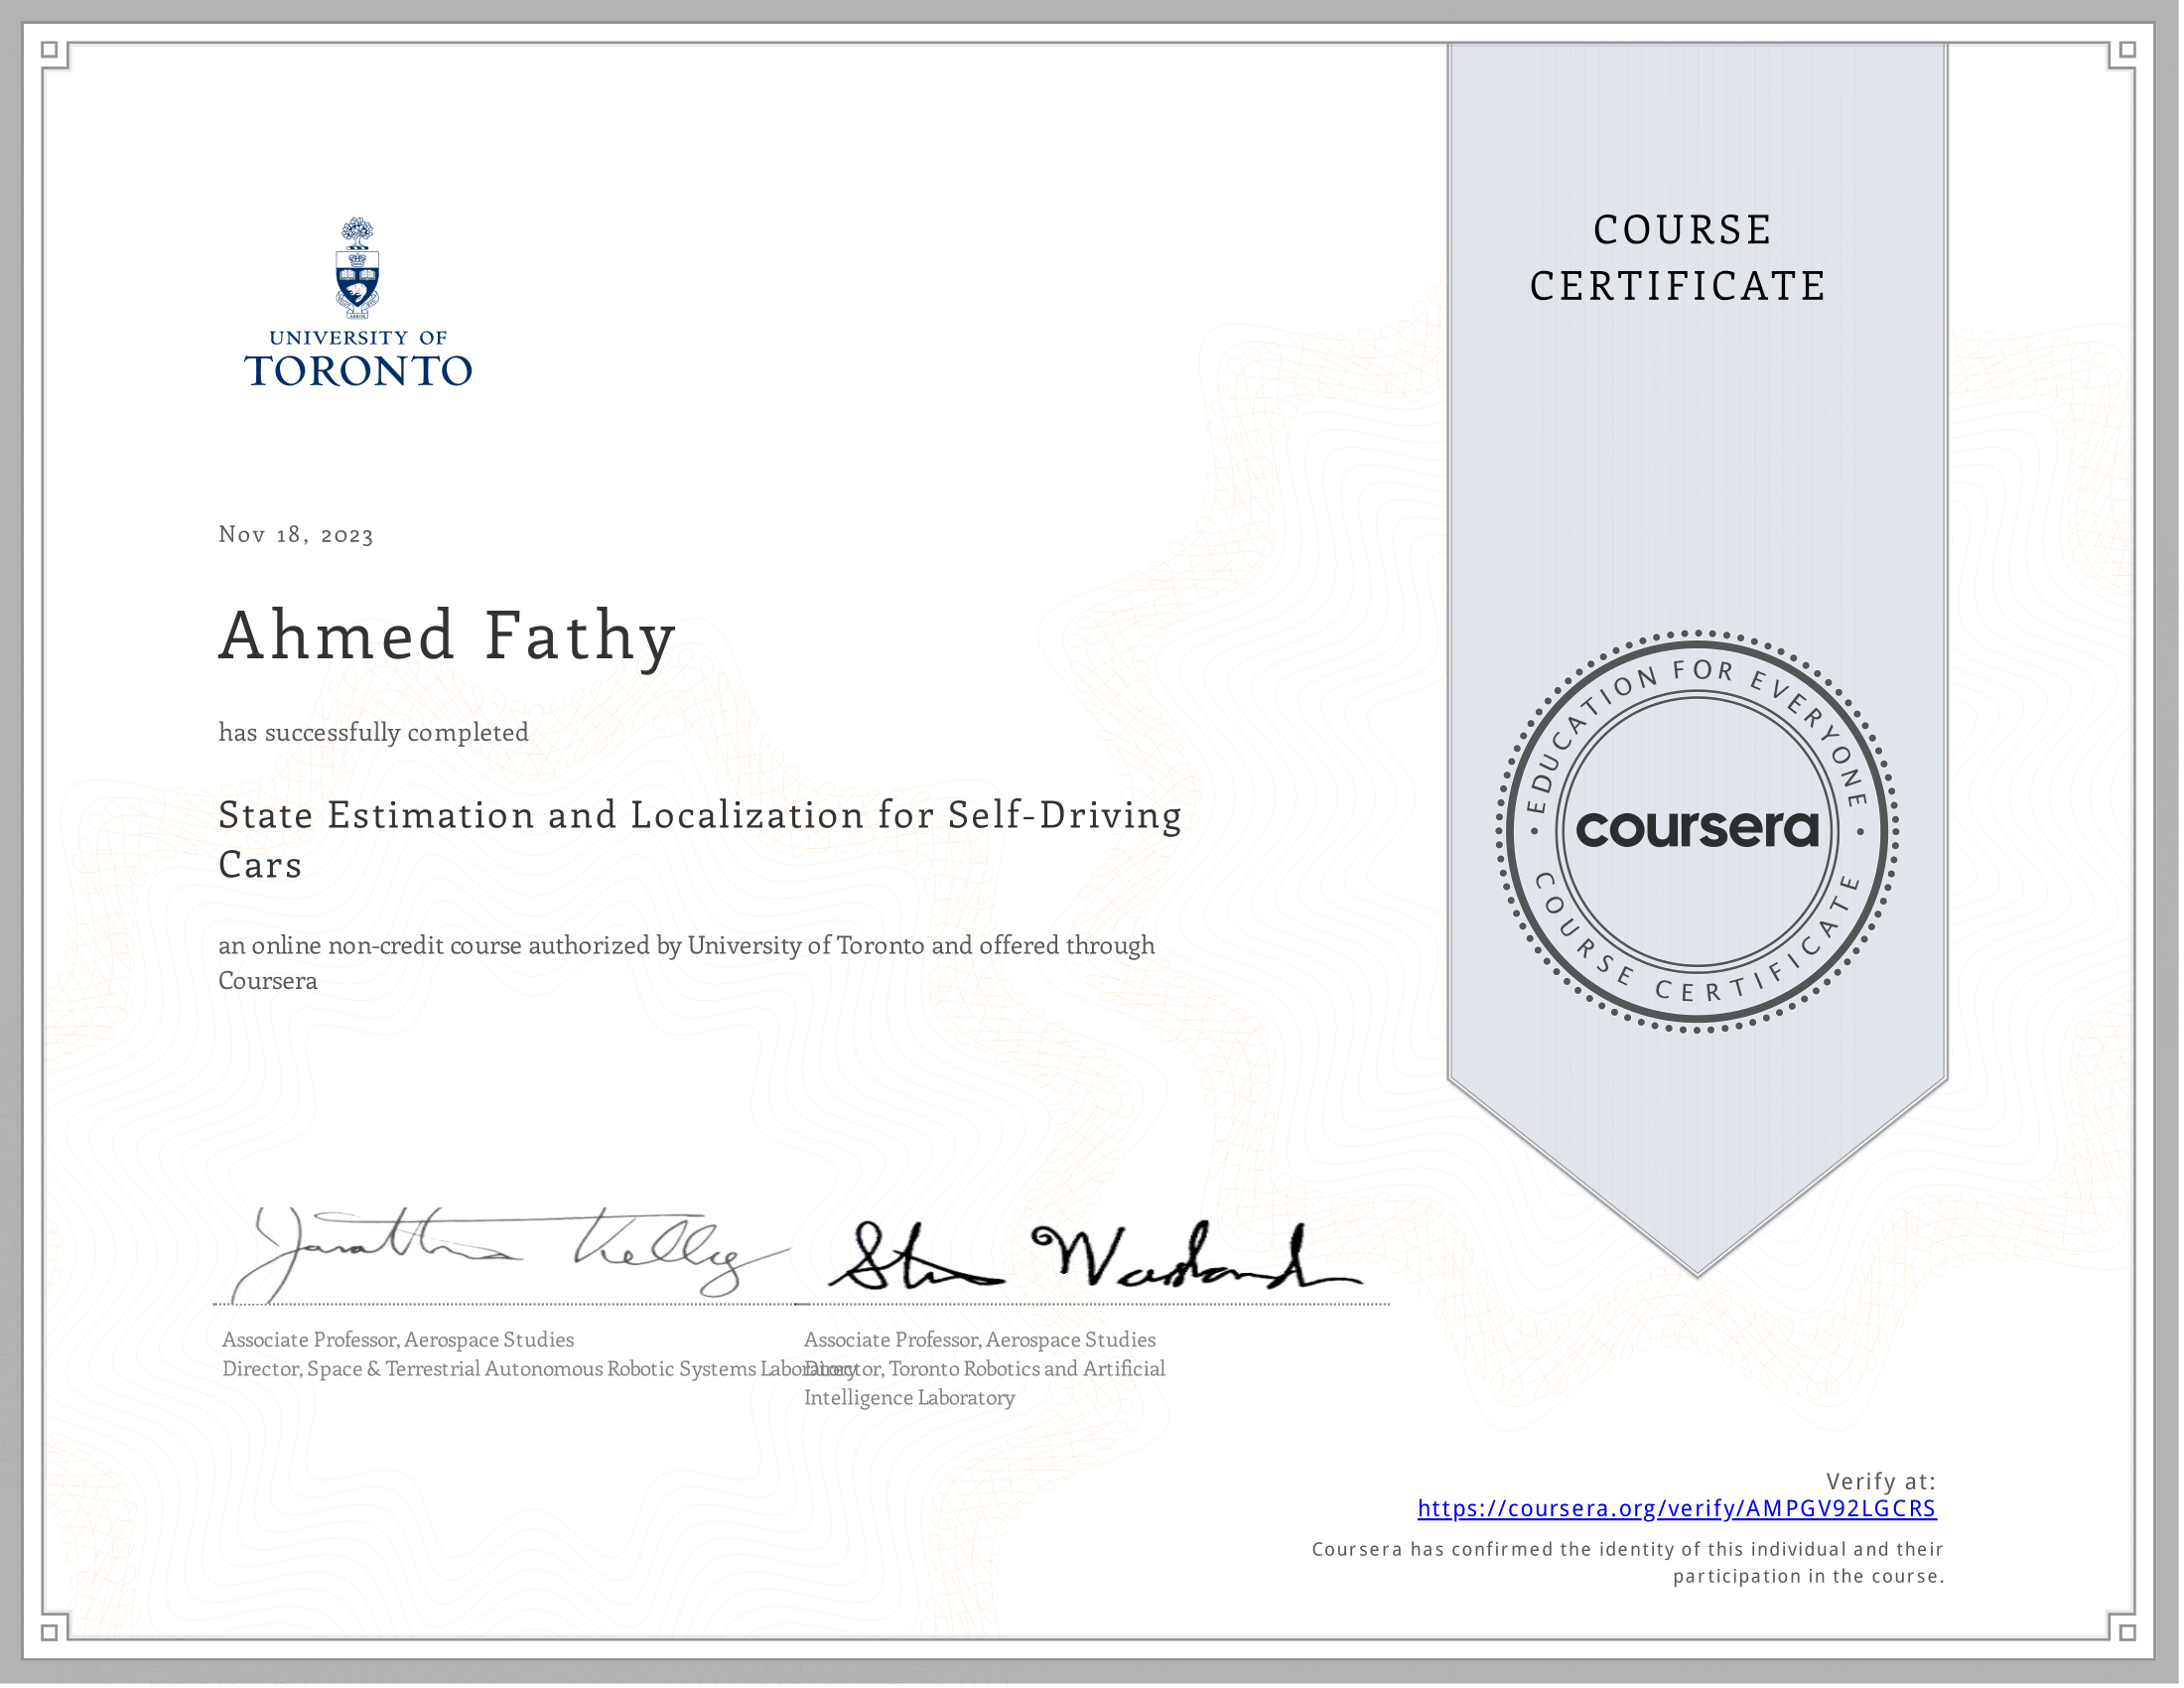 UNIVERSITY OF
TORONTO
COURSE
CERTIFICATE
Nov 18, 2023
Ahmed Fathy
has successfully completed
State Estimation and Localization for Self-Driving
Cars
an online non-credit course authorized by University of Toronto and offered through
Coursera
• EDUCATION FOR EVERYONE •
coursera
COURSE CERTIFICATE
Kelly
Associate Professor, Aerospace Studies
Director, Space & Terrestrial Autonomous Robotic Systems Laboratory
Associate Professor, Aerospace Studies
Director, Toronto Robotics and Artificial
Intelligence Laboratory
Verify at:
https://coursera.org/verify/AMPGV92LGCRS
Coursera has confirmed the identity of this individual and their
participation in the course.